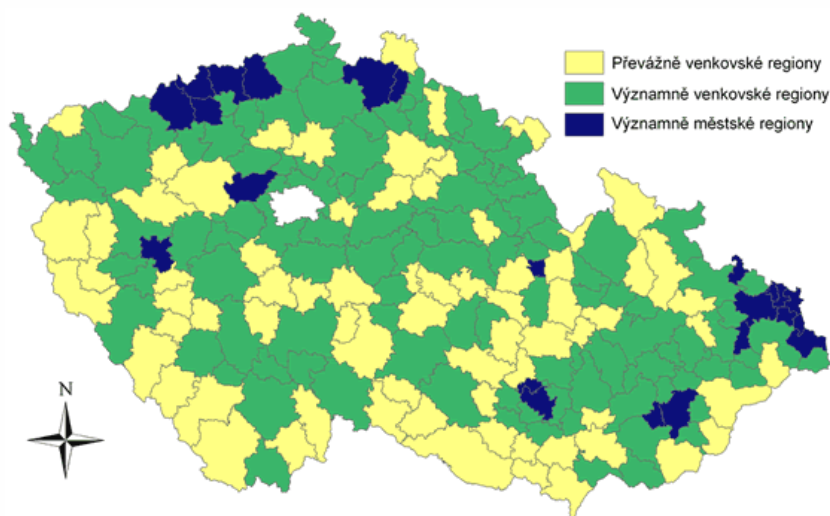 Převážně venkovské regiony
Významně venkovské regiony
Významně městské regiony
N